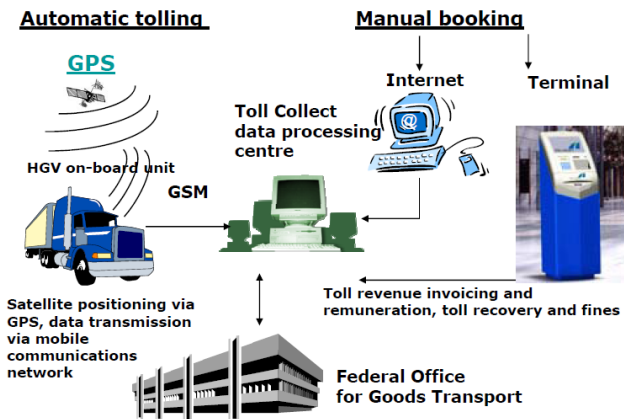 Automatic tolling
Manual booking
GPS
Internet
Terminal
Toll Collect
data processing
centre
@
HGV on-board unit
GSM
Satellite positioning via
GPS, data transmission
via mobile
communications
network
Toll revenue invoicing and
remuneration, toll recovery and fines
Federal Office
for Goods Transport